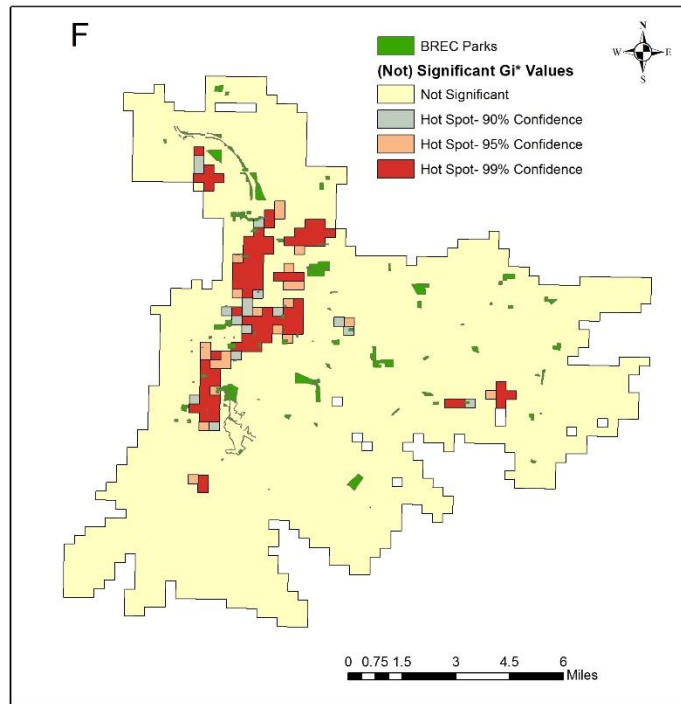 F
BREC Parks
(Not) Significant Gi* Values
Not Significant
Hot Spot- 90% Confidence
Hot Spot- 95% Confidence
Hot Spot- 99% Confidence
N
W E
S
0 0.75 1.5 3 4.5 6
Miles